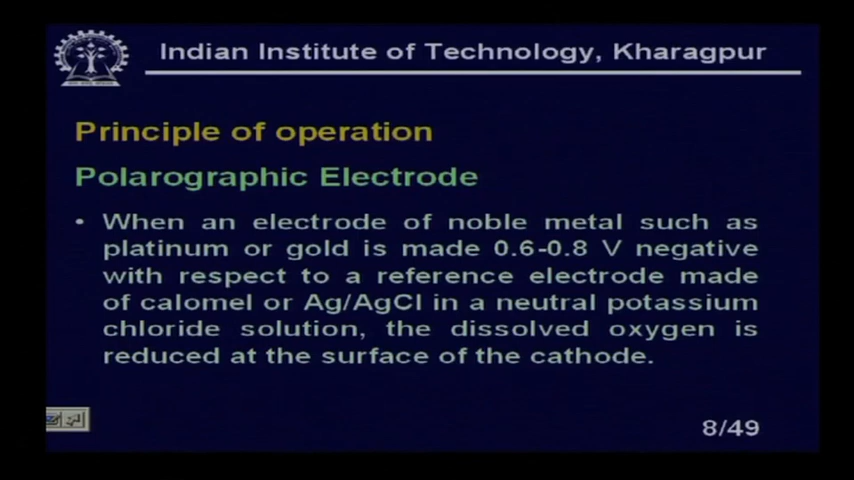 Indian Institute of Technology, Kharagpur
Principle of operation
Polarographic Electrode
• When an electrode of noble metal such as
platinum or gold is made 0.6-0.8 V negative
with respect to a reference electrode made
of calomel or Ag/AgCl in a neutral potassium
chloride solution, the dissolved oxygen is
reduced at the surface of the cathode.
8/49